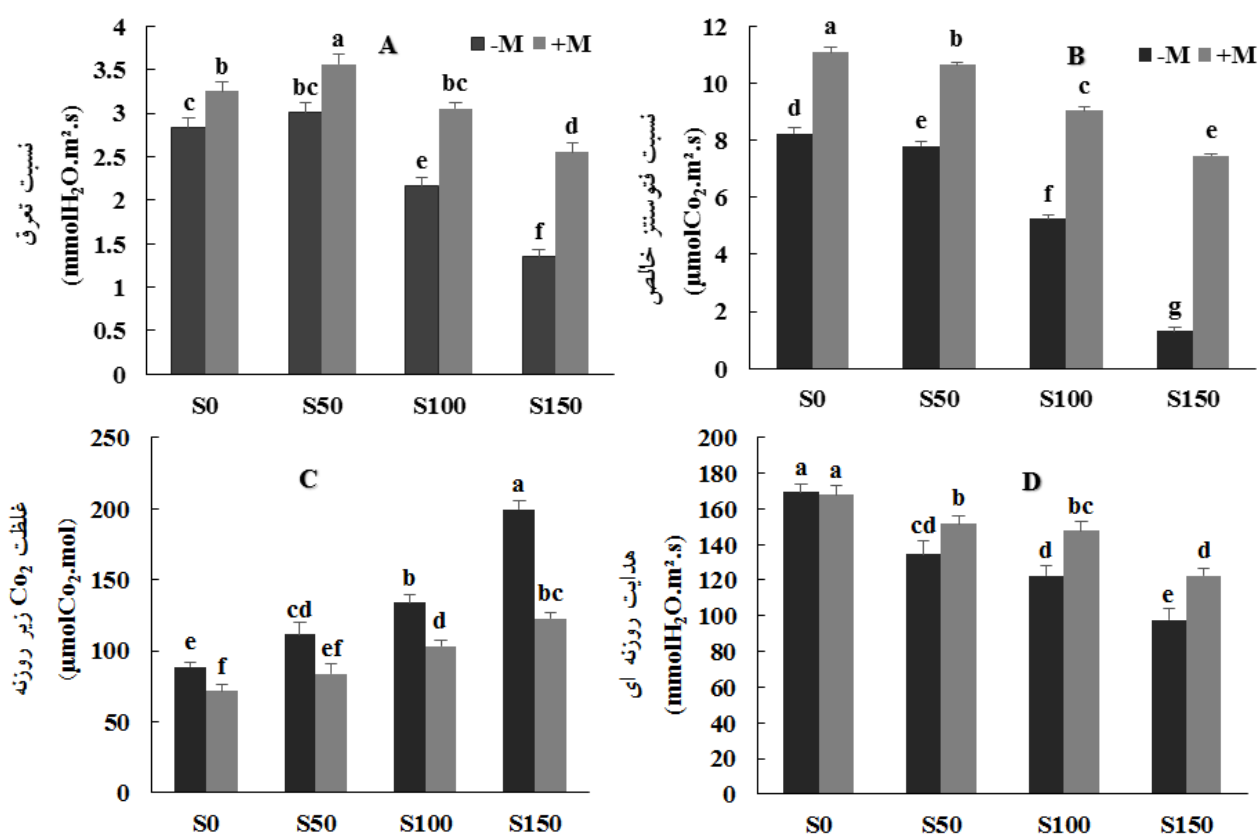 A
-M +M
نسبت تعرق
(mmolH₂O.m².s)
4
3.5
3
2.5
2
1.5
1
0.5
0
c b bc a e bc f d
S0 S50 S100 S150
B
-M +M
نسبت فتوسنتز خالص
(µmolCo₂.m².s)
12
10
8
6
4
2
0
d a e b f c g e
S0 S50 S100 S150
C
غلظت Co₂ زیر روزنه
(µmolCo₂.mol)
250
200
150
100
50
0
e f cd ef b d a bc
S0 S50 S100 S150
D
هدایت روزنه ای
(mmolH₂O.m².s)
200
180
160
140
120
100
80
60
40
20
0
a a cd b d bc e d
S0 S50 S100 S150